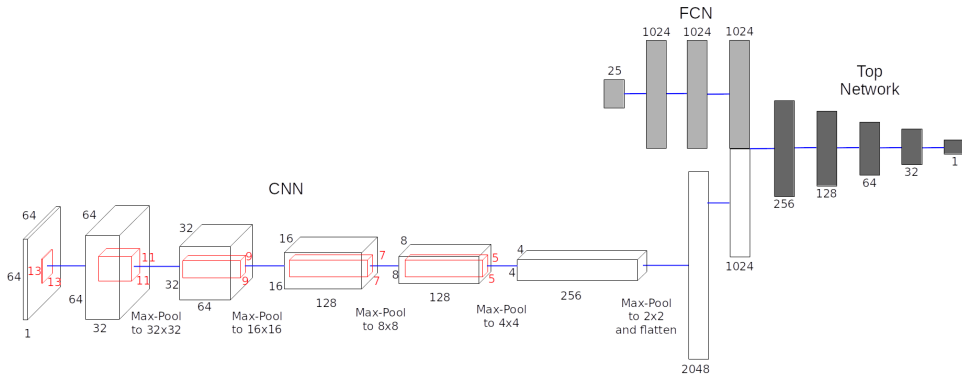 FCN
1024 1024 1024
25
Top
Network
256
128
64
32
1
CNN
64
64
13
13
1
64
64
11
11
32
Max-Pool
to 32x32
32
32
9
9
64
Max-Pool
to 16x16
16
16
7
7
128
Max-Pool
to 8x8
8
8
5
5
128
Max-Pool
to 4x4
4
4
256
Max-Pool
to 2x2
and flatten
2048
1024